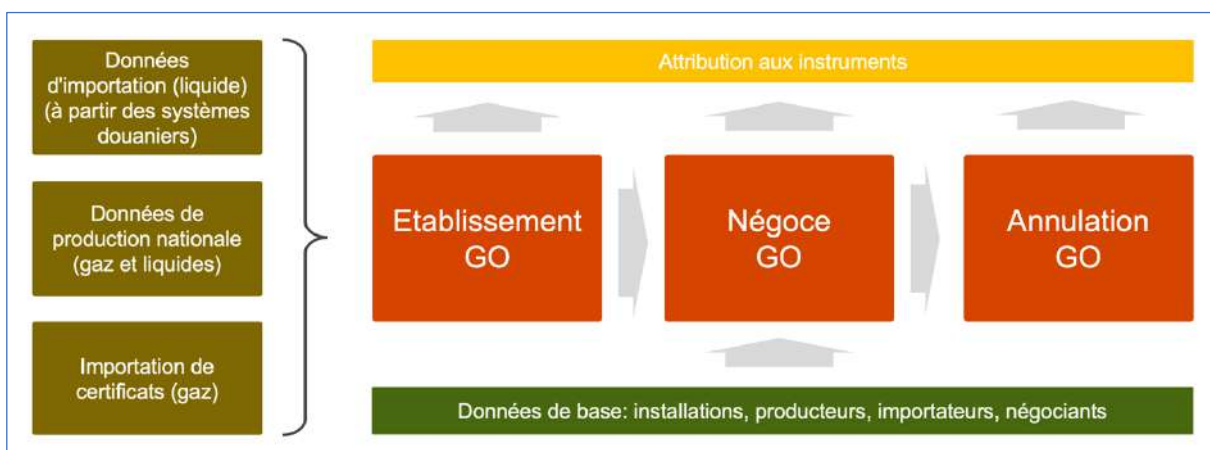 Données
d'importation (liquide)
(à partir des systèmes
douaniers)
Données de
production nationale
(gaz et liquides)
Importation de
certificats (gaz)
Attribution aux instruments
Etablissement
GO
Négoce
GO
Annulation
GO
Données de base: installations, producteurs, importateurs, négociants